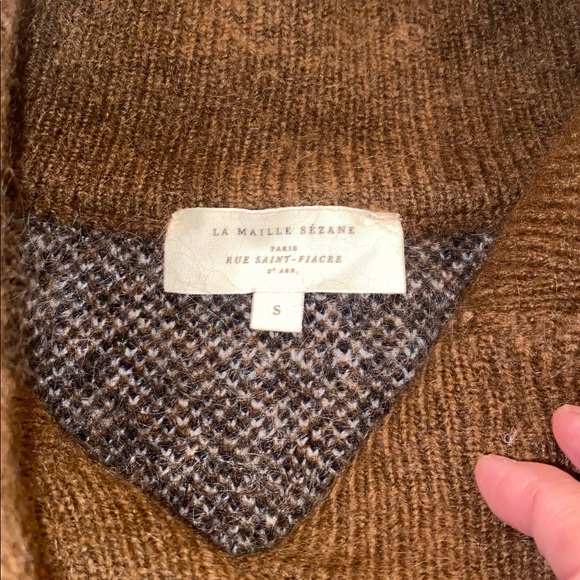 LA MAILLE SÉZANE
PARIS
RUE SAINT-FIACRE
2e ARR.
S